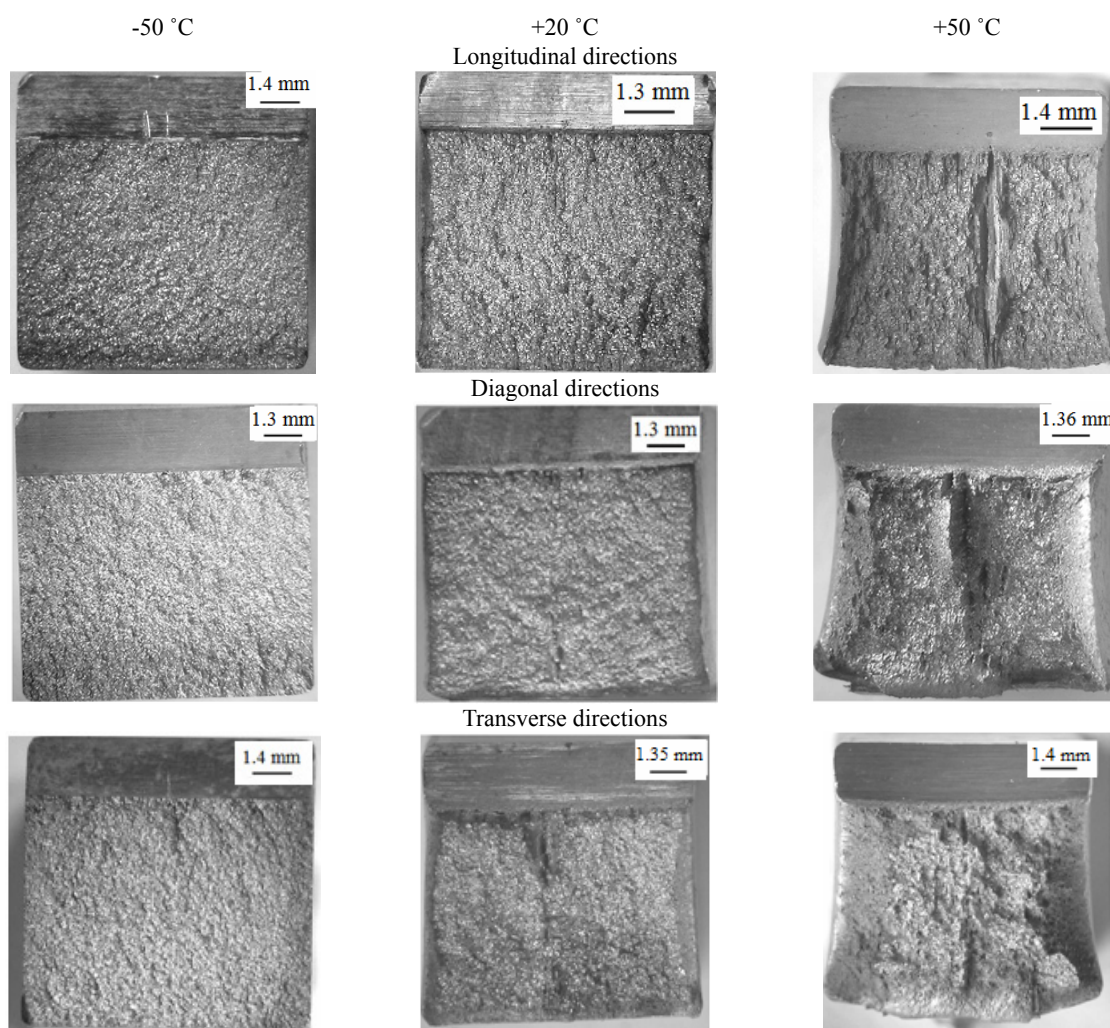 -50 ˚C +20 ˚C +50 ˚C
Longitudinal directions
1.4 mm 1.3 mm 1.4 mm
Diagonal directions
1.3 mm 1.3 mm 1.36 mm
Transverse directions
1.4 mm 1.35 mm 1.4 mm